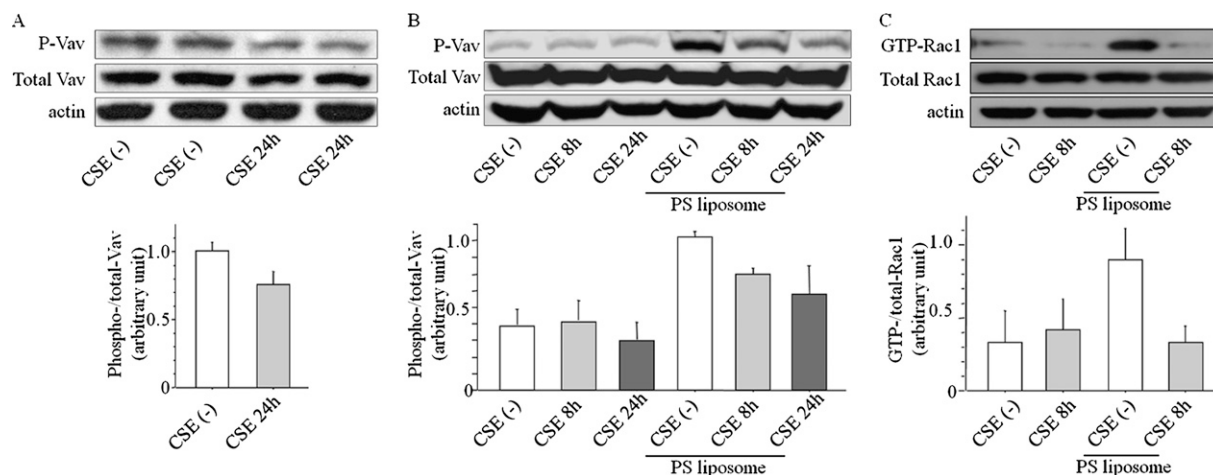 A
P-Vav
Total Vav
actin
CSE (-) CSE (-) CSE 24h CSE 24h
Phospho-/total-Vav
(arbitrary unit)
1.0
0.5
0
CSE (-) CSE 24h
B
P-Vav
Total Vav
actin
CSE (-) CSE 8h CSE 24h CSE (-) CSE 8h CSE 24h
PS liposome
Phospho-/total-Vav
(arbitrary unit)
1.0
0.5
0
CSE (-) CSE 8h CSE 24h CSE (-) CSE 8h CSE 24h
PS liposome
C
GTP-Rac1
Total Rac1
actin
CSE (-) CSE 8h CSE (-) CSE 8h
PS liposome
GTP-/total-Rac1
(arbitrary unit)
1.0
0.5
0
CSE (-) CSE 8h CSE (-) CSE 8h
PS liposome